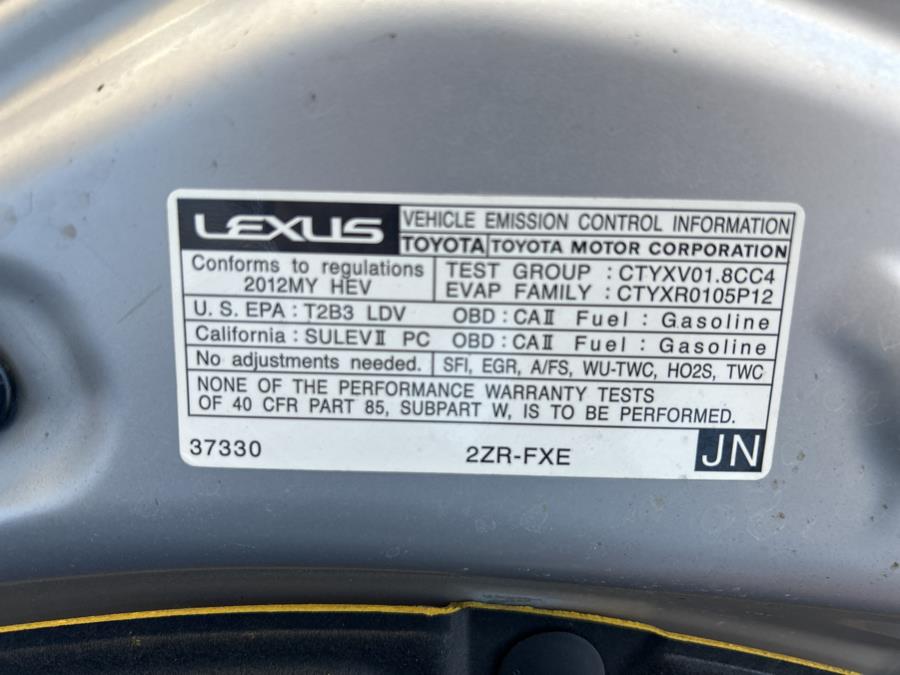 LEXUS VEHICLE EMISSION CONTROL INFORMATION
TOYOTA TOYOTA MOTOR CORPORATION
Conforms to regulations
2012MY HEV
TEST GROUP : CTYXV01.8CC4
EVAP FAMILY : CTYXR0105P12
U. S. EPA : T2B3 LDV OBD : CAⅡ Fuel : Gasoline
California : SULEVⅡ PC OBD : CAⅡ Fuel : Gasoline
No adjustments needed. SFI, EGR, A/FS, WU-TWC, HO2S, TWC
NONE OF THE PERFORMANCE WARRANTY TESTS
OF 40 CFR PART 85, SUBPART W, IS TO BE PERFORMED.
37330 2ZR-FXE JN